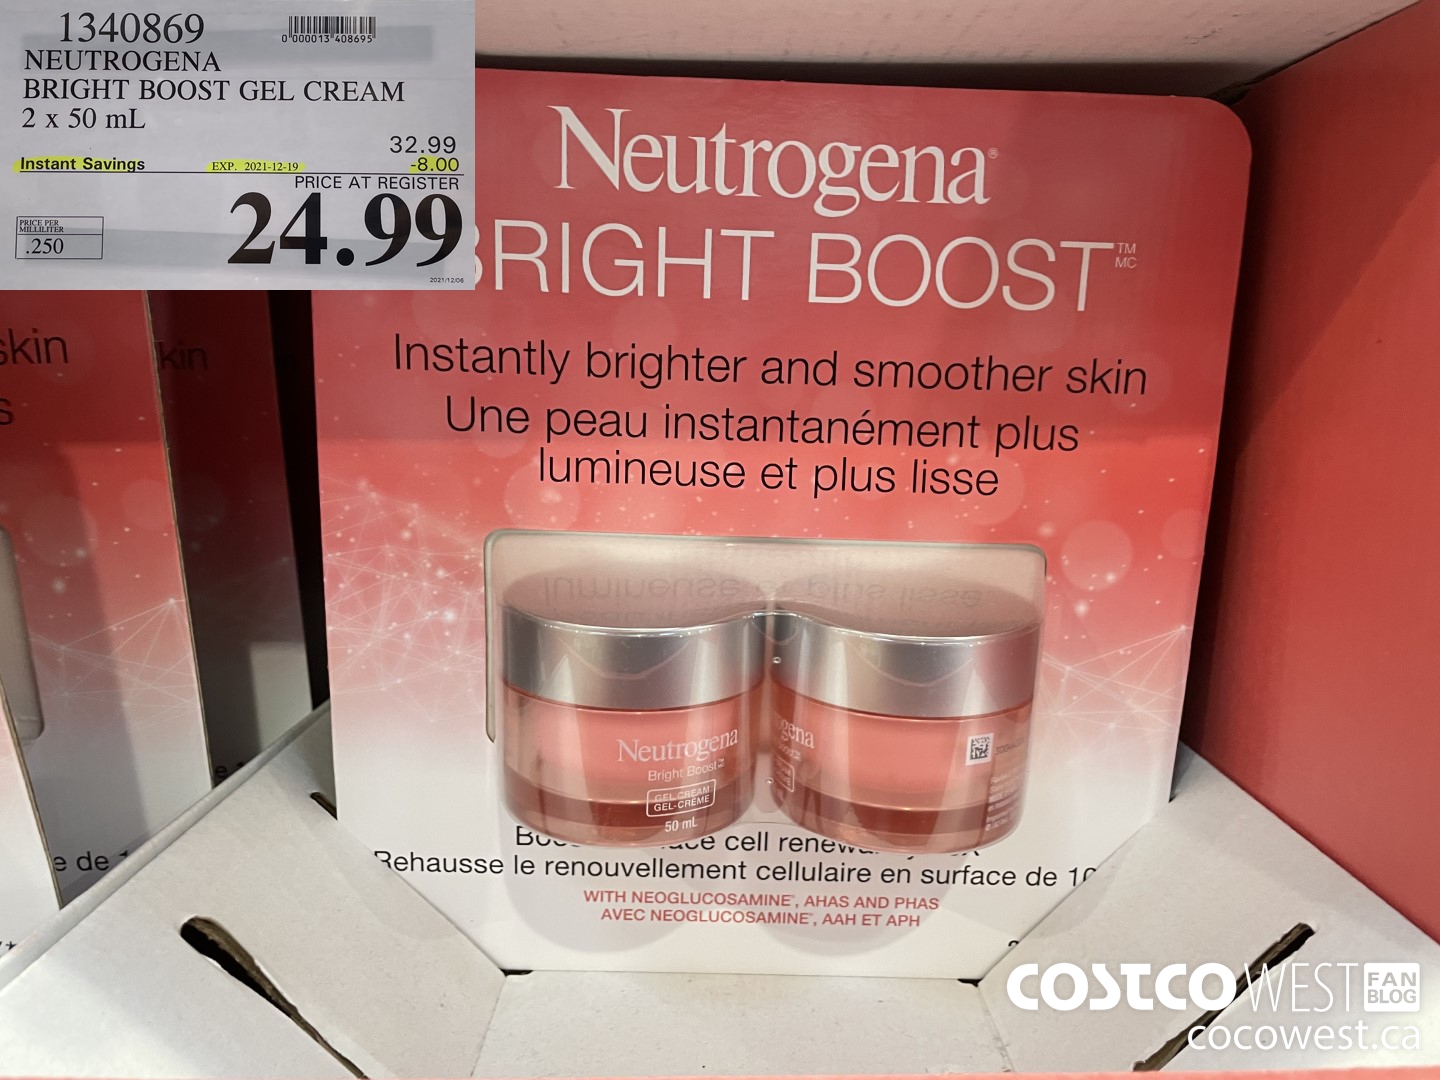 1340869
0 000013 408695
NEUTROGENA
BRIGHT BOOST GEL CREAM
2 x 50 mL
32.99
Instant Savings EXP. 2021-12-19 -8.00
PRICE AT REGISTER
24.99
PRICE PER
MILLILITER
.250
2021/12/06
Neutrogena®
BRIGHT BOOST™
MC
Instantly brighter and smoother skin
Une peau instantanément plus
lumineuse et plus lisse
skin
kin
s
Neutrogena
Bright Boost
GEL CREAM
GEL-CRÈME
50 mL
cell
Rehausse le renouvellement cellulaire en surface de
e de
WITH NEOGLUCOSAMINE, AHAS AND PHAS
AVEC NEOGLUCOSAMINE, AAH ET APH
COSTCO WEST FAN
BLOG
cocowest.ca